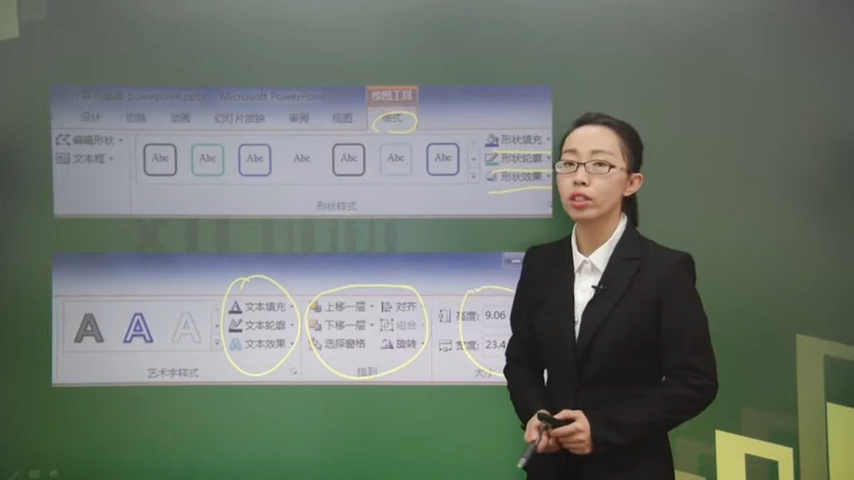 powerpoint.pptx - Microsoft PowerPoint 绘图工具
设计 切换 动画 幻灯片放映 审阅 视图 格式
编辑形状 Abc Abc Abc Abc Abc Abc Abc 形状填充
文本框 形状轮廓
形状效果
形状样式
A A A 文本填充 上移一层 对齐 高度: 9.06
文本轮廓 下移一层 组合
文本效果 选择窗格 旋转 宽度: 23.4
艺术字样式 排列 大小